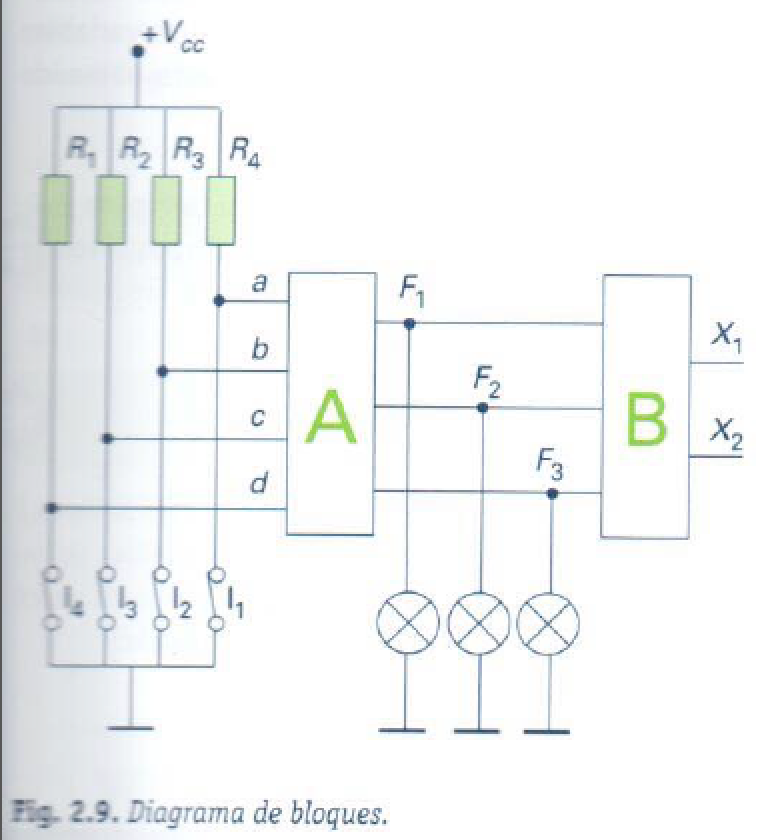 +Vcc
R1 R2 R3 R4
a
F1
b
X1
F2
c
A
B
X2
F3
d
I4 I3 I2 I1
Fig. 2.9. Diagrama de bloques.